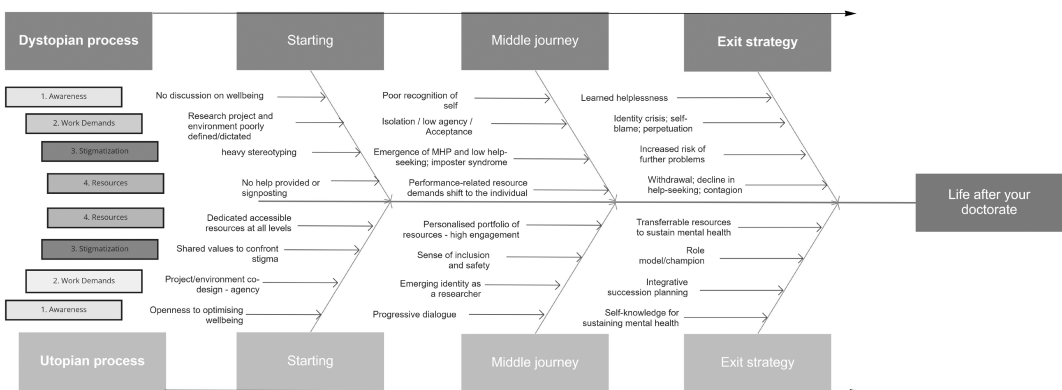 Dystopian process
Starting
Middle journey
Exit strategy
1. Awareness
No discussion on wellbeing
Poor recognition of
self
Learned helplessness
2. Work Demands
Research project and
environment poorly
defined/dictated
Isolation / low agency /
Acceptance
Identity crisis; self-
blame; perpetuation
3. Stigmatization
heavy stereotyping
Emergence of MHP and low help-
seeking; imposter syndrome
Increased risk of
further problems
4. Resources
No help provided or
signposting
Performance-related resource
demands shift to the individual
Withdrawal; decline in
help-seeking; contagion
Life after your
doctorate
4. Resources
Dedicated accessible
resources at all levels
Personalised portfolio of
resources - high engagement
Transferrable resources
to sustain mental health
3. Stigmatization
Shared values to confront
stigma
Sense of inclusion
and safety
Role
model/champion
2. Work Demands
Project/environment co-
design - agency
Emerging identity as
a researcher
Integrative
succession planning
1. Awareness
Openness to optimising
wellbeing
Progressive dialogue
Self-knowledge for
sustaining mental health
Utopian process
Starting
Middle journey
Exit strategy